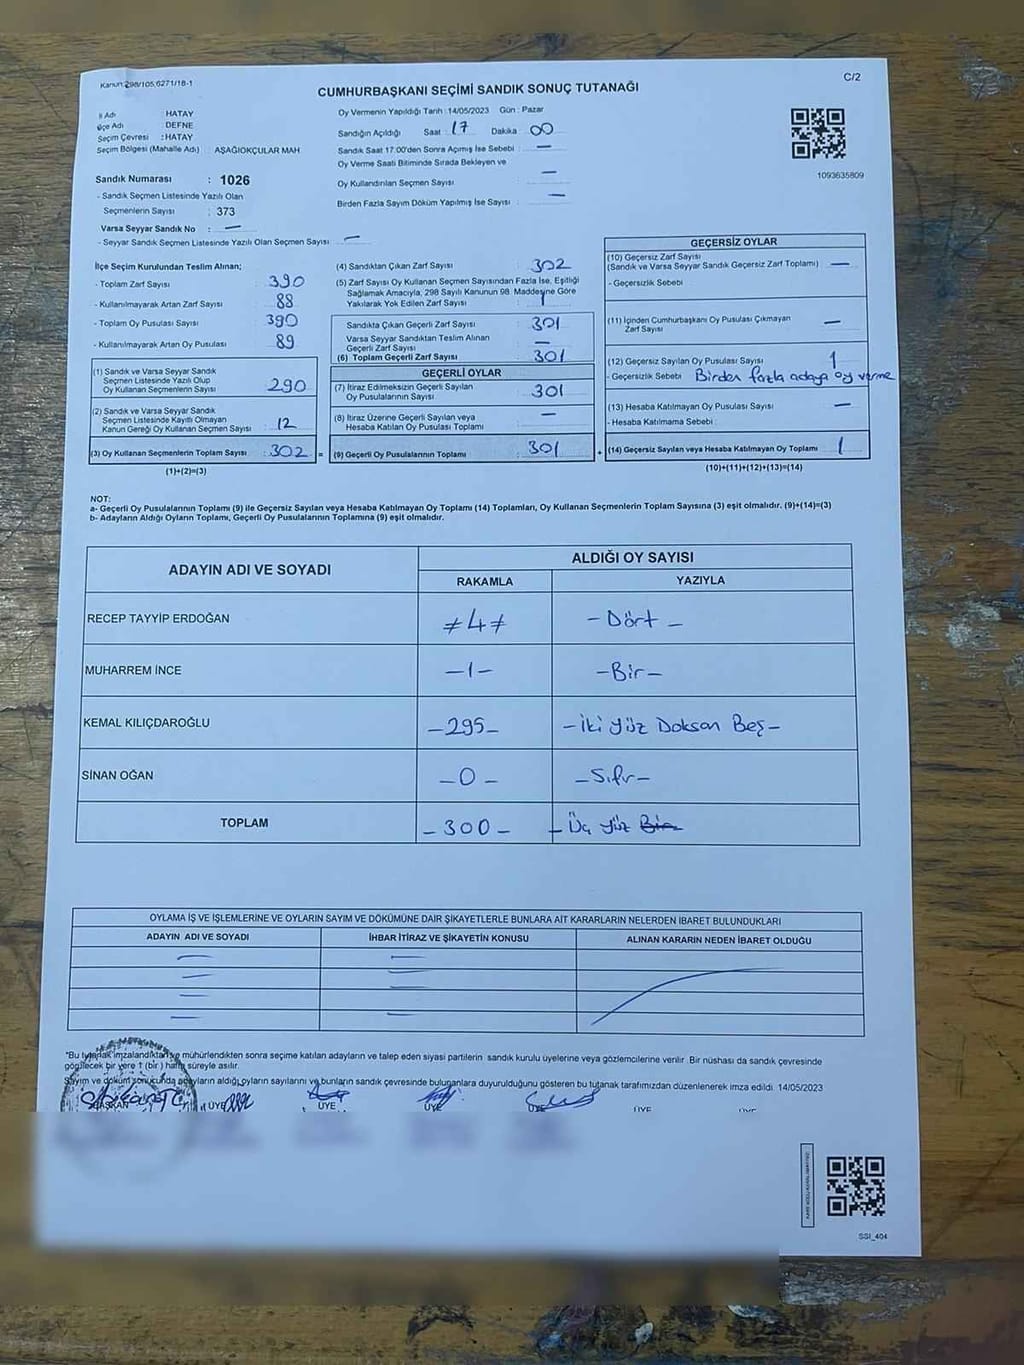 Kanun:298/105,6271/18-1
C/2
CUMHURBAŞKANI SEÇİMİ SANDIK SONUÇ TUTANAĞI
İl Adı : HATAY
İlçe Adı : DEFNE
Seçim Çevresi : HATAY
Seçim Bölgesi (Mahalle Adı) : AŞAĞIOKÇULAR MAH.
Sandık Numarası : 1026
- Sandık Seçmen Listesinde Yazılı Olan
Seçmenlerin Sayısı : 373
Varsa Seyyar Sandık No : —
- Seyyar Sandık Seçmen Listesinde Yazılı Olan Seçmen Sayısı : —
Oy Vermenin Yapıldığı Tarih : 14/05/2023 Gün : Pazar
Sandığın Açıldığı Saat : 17 Dakika : 00
Sandık Saat 17:00'den Sonra Açımış İse Sebebi : —
Oy Verme Saati Bitiminde Sırada Bekleyen ve
Oy Kullandırılan Seçmen Sayısı : —
Birden Fazla Sayım Döküm Yapılmış İse Sayısı : —
1093635809
İlçe Seçim Kurulundan Teslim Alınan;
- Toplam Zarf Sayısı : 390
- Kullanılmayarak Artan Zarf Sayısı : 88
- Toplam Oy Pusulası Sayısı : 390
- Kullanılmayarak Artan Oy Pusulası : 89
(1) Sandık ve Varsa Seyyar Sandık
Seçmen Listesinde Yazılı Olup
Oy Kullanan Seçmenlerin Sayısı : 290
(2) Sandık ve Varsa Seyyar Sandık
Seçmen Listesinde Kayıtlı Olmayan
Kanun Gereği Oy Kullanan Seçmen Sayısı : 12
(3) Oy Kullanan Seçmenlerin Toplam Sayısı : 302 =
(1)+(2)=(3)
(4) Sandıktan Çıkan Zarf Sayısı : 302
(5) Zarf Sayısı Oy Kullanan Seçmen Sayısından Fazla İse, Eşitliği
Sağlamak Amacıyla, 298 Sayılı Kanunun 98. Maddesine Göre
Yakılarak Yok Edilen Zarf Sayısı : 1
Sandıkta Çıkan Geçerli Zarf Sayısı : 301
Varsa Seyyar Sandıktan Teslim Alınan
Geçerli Zarf Sayısı : —
(6) Toplam Geçerli Zarf Sayısı : 301
GEÇERLİ OYLAR
(7) İtiraz Edilmeksizin Geçerli Sayılan
Oy Pusulalarının Toplamı : 301
(8) İtiraz Üzerine Geçerli Sayılan veya
Hesaba Katılan Oy Pusulası Toplamı : —
(9) Geçerli Oy Pusulalarının Toplamı : 301 +
GEÇERSİZ OYLAR
(10) Geçersiz Zarf Sayısı
(Sandık ve Varsa Seyyar Sandık Geçersiz Zarf Toplamı) : —
- Geçersizlik Sebebi :
(11) İçinden Cumhurbaşkanı Oy Pusulası Çıkmayan
Zarf Sayısı : —
(12) Geçersiz Sayılan Oy Pusulası Sayısı : 1
- Geçersizlik Sebebi : Birden fazla adaya oy verme
(13) Hesaba Katılmayan Oy Pusulası Sayısı : —
- Hesaba Katılmama Sebebi :
(14) Geçersiz Sayılan veya Hesaba Katılmayan Oy Toplamı : 1
(10)+(11)+(12)+(13)=(14)
NOT:
a- Geçerli Oy Pusulalarının Toplamı (9) ile Geçersiz Sayılan veya Hesaba Katılmayan Oy Toplamı (14) Toplamları, Oy Kullanan Seçmenlerin Toplam Sayısına (3) eşit olmalıdır. (9)+(14)=(3)
b- Adayların Aldığı Oyların Toplamı, Geçerli Oy Pusulalarının Toplamına (9) eşit olmalıdır.
ADAYIN ADI VE SOYADI ALDIĞI OY SAYISI
RAKAMLA YAZIYLA
RECEP TAYYİP ERDOĞAN ≠4≠ -Dört-
MUHARREM İNCE -1- -Bir-
KEMAL KILIÇDAROĞLU -295- -İki Yüz Doksan Beş-
SİNAN OĞAN -0- -Sıfır-
TOPLAM -300- -Üç Yüz Bir
OYLAMA İŞ VE İŞLEMLERİNE VE OYLARIN SAYIM VE DÖKÜMÜNE DAİR ŞİKAYETLERLE BUNLARA AİT KARARLARIN NELERDEN İBARET BULUNDUKLARI
ADAYIN ADI VE SOYADI İHBAR İTİRAZ VE ŞİKAYETİN KONUSU ALINAN KARARIN NEDEN İBARET OLDUĞU
"Bu tutanak imzalandıktan ve mühürlendikten sonra seçime katılan adayların ve talep eden siyasi partilerin sandık kurulu üyelerine veya gözlemcilerine verilir. Bir nüshası da sandık çevresinde
görülecek bir yere 1 (bir) hafta süreyle asılır.
Sayım ve döküm sonucunda adayların aldığı oyların sayılarını ve bunların sandık çevresinde bulunanlara duyurulduğunu gösteren bu tutanak tarafımızdan düzenlenerek imza edildi. 14/05/2023
BAŞKAN ÜYE ÜYE ÜYE ÜYE ÜYE ÜYE
SSI_404